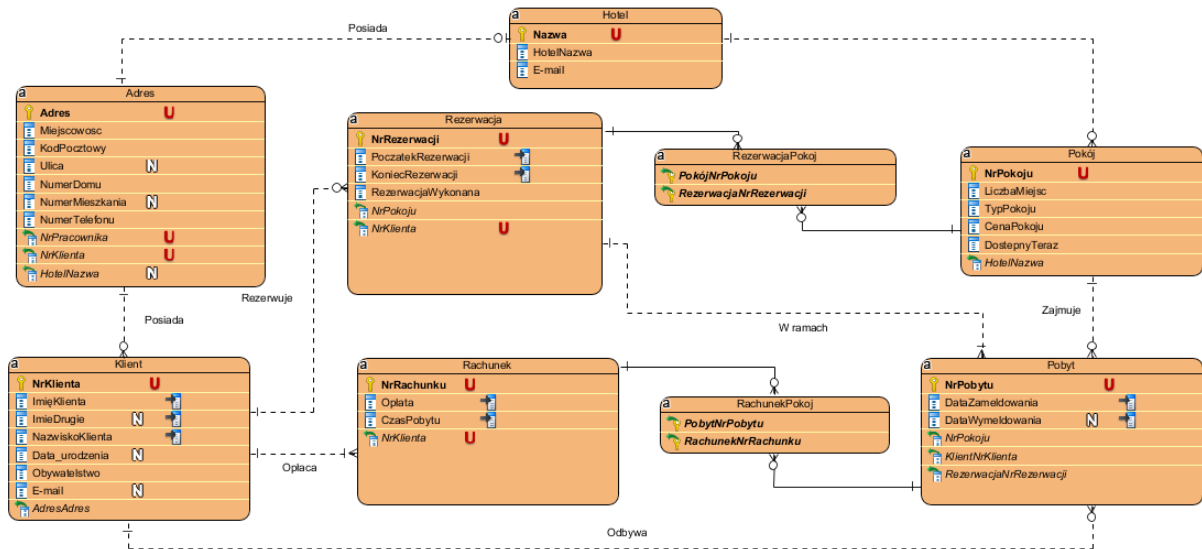 a
Hotel
Nazwa U
HotelNazwa
E-mail
Posiada
a
Adres
Adres U
Miejscowosc
KodPocztowy
Ulica N
NumerDomu
NumerMieszkania N
NumerTelefonu
NrPracownika U
NrKlienta U
HotelNazwa N
a
Rezerwacja
NrRezerwacji U
PoczatekRezerwacji
KoniecRezerwacji
RezerwacjaWykonana
NrPokoju
NrKlienta U
a
RezerwacjaPokoj
PokójNrPokoju
RezerwacjaNrRezerwacji
a
Pokój
NrPokoju U
LiczbaMiejsc
TypPokoju
CenaPokoju
DostepnyTeraz
HotelNazwa
Rezerwuje
Posiada
W ramach
Zajmuje
a
Klient
NrKlienta U
ImięKlienta
ImieDrugie N
NazwiskoKlienta
Data_urodzenia N
Obywatelstwo
E-mail N
AdresAdres
Opłaca
a
Rachunek
NrRachunku U
Opłata
CzasPobytu
NrKlienta U
a
RachunekPokoj
PobytNrPobytu
RachunekNrRachunku
a
Pobyt
NrPobytu U
DataZameldowania
DataWymeldowania N
NrPokoju
KlientNrKlienta
RezerwacjaNrRezerwacji
Odbywa